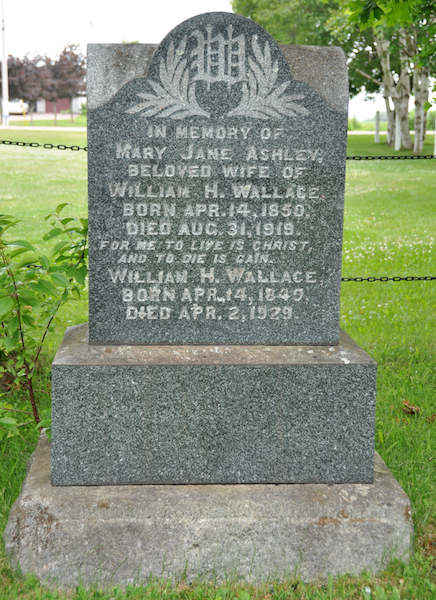 W
IN MEMORY OF
MARY JANE ASHLEY,
BELOVED WIFE OF
WILLIAM H. WALLACE
BORN APR. 14, 1850.
DIED AUG. 31, 1919.
FOR ME TO LIVE IS CHRIST,
AND TO DIE IS GAIN.
WILLIAM H. WALLACE
BORN APR. 14, 1849.
DIED APR. 2, 1929.